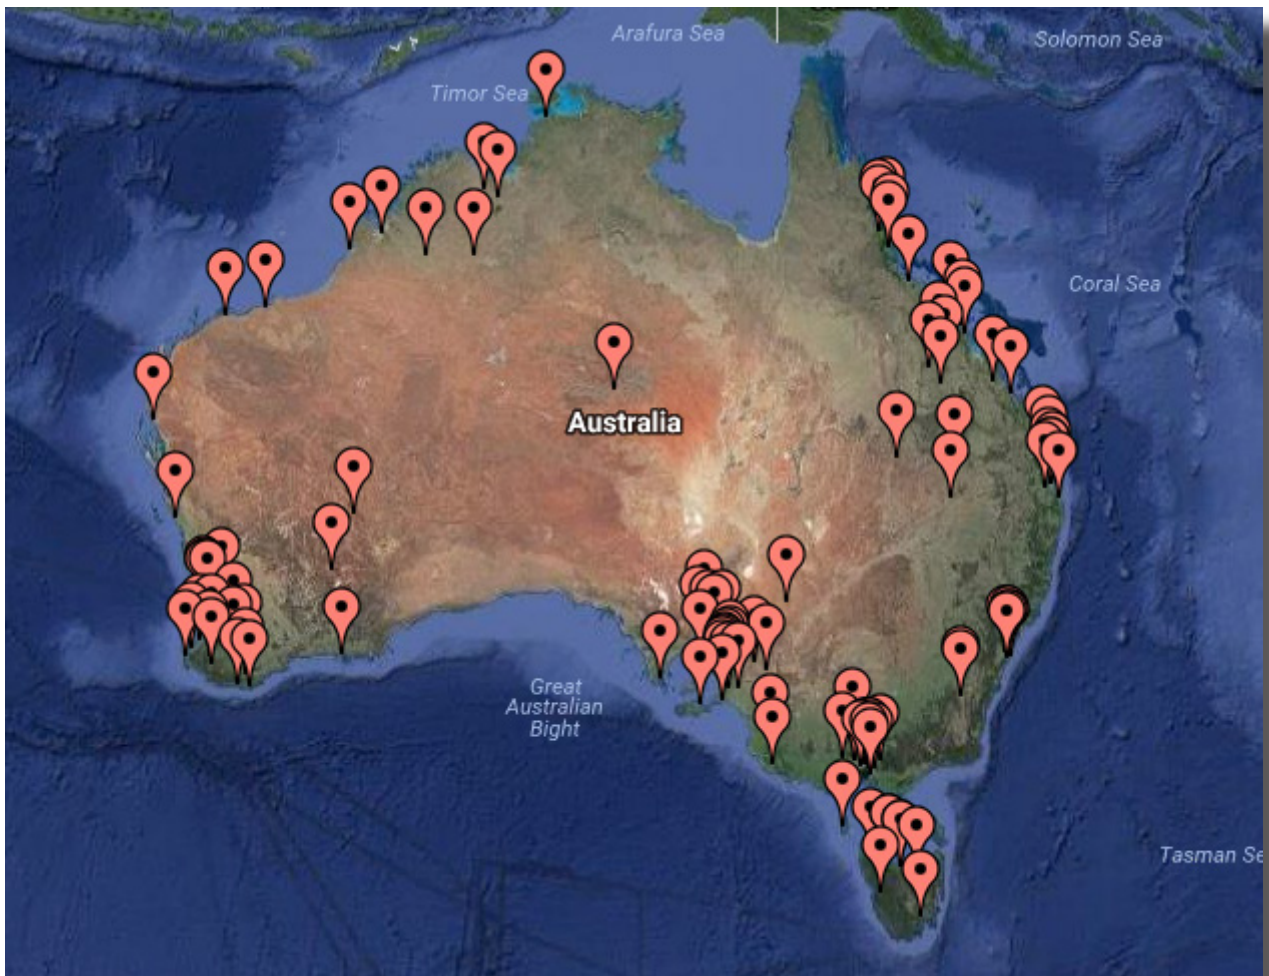 Arafura Sea
Solomon Sea
Timor Sea
Coral Sea
Australia
Great
Australian
Bight
Tasman Se